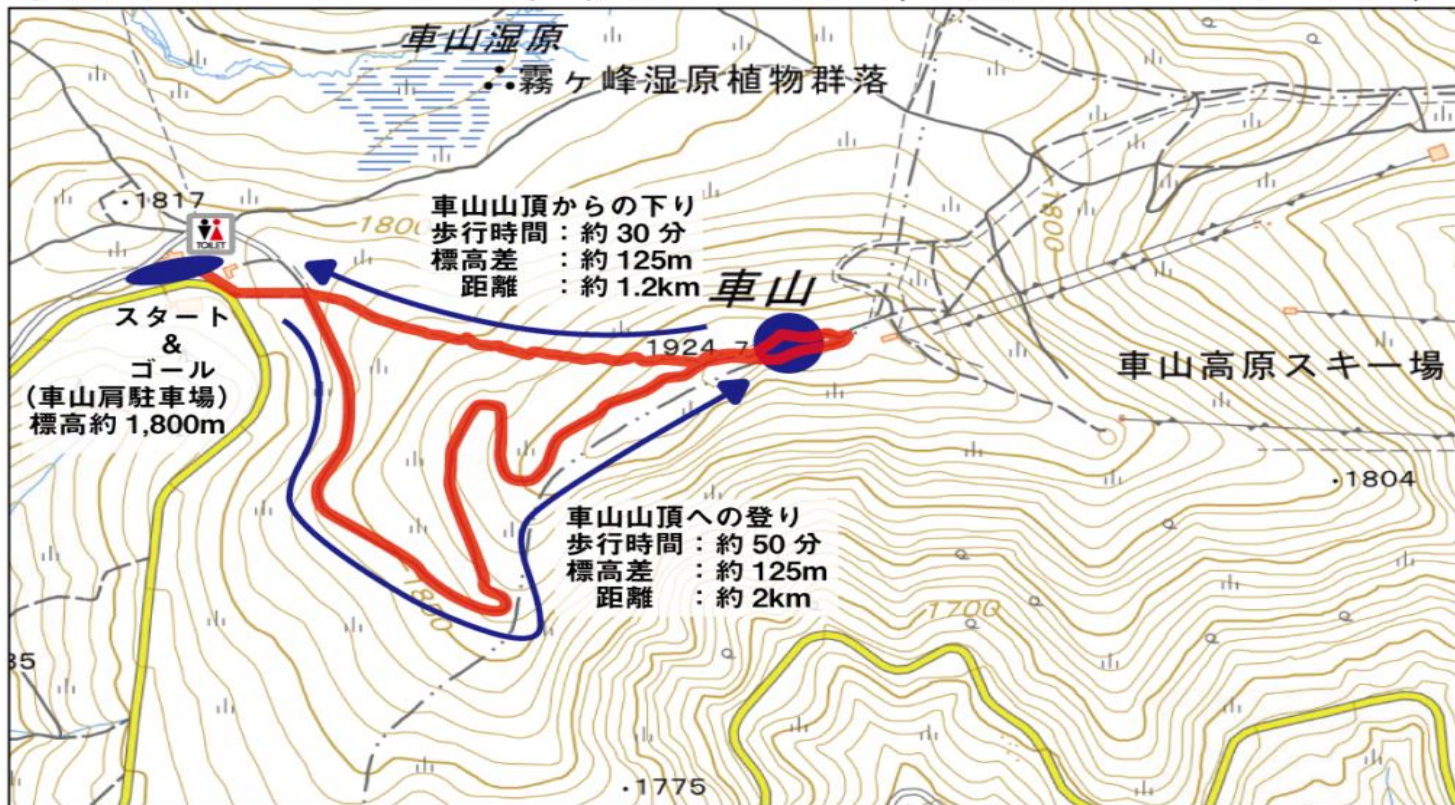 車山湿原
霧ヶ峰湿原植物群落
1817
TOILET
1800
車山山頂からの下り
歩行時間：約 30 分
標高差　：約 125m
距離　：約 1.2km
車山
1800
1924.7
スタート
&
ゴール
(車山肩駐車場)
標高約 1,800m
車山高原スキー場
1804
車山山頂への登り
歩行時間：約 50 分
標高差　：約 125m
距離　：約 2km
1850
1700
35
1775